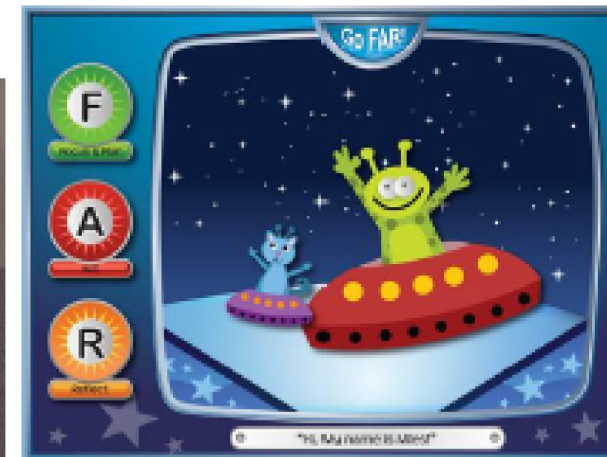 Go FAR!
F
FOCUS & PLAN
A
ACT
R
Reflect
"Hi, My name is Miles!"